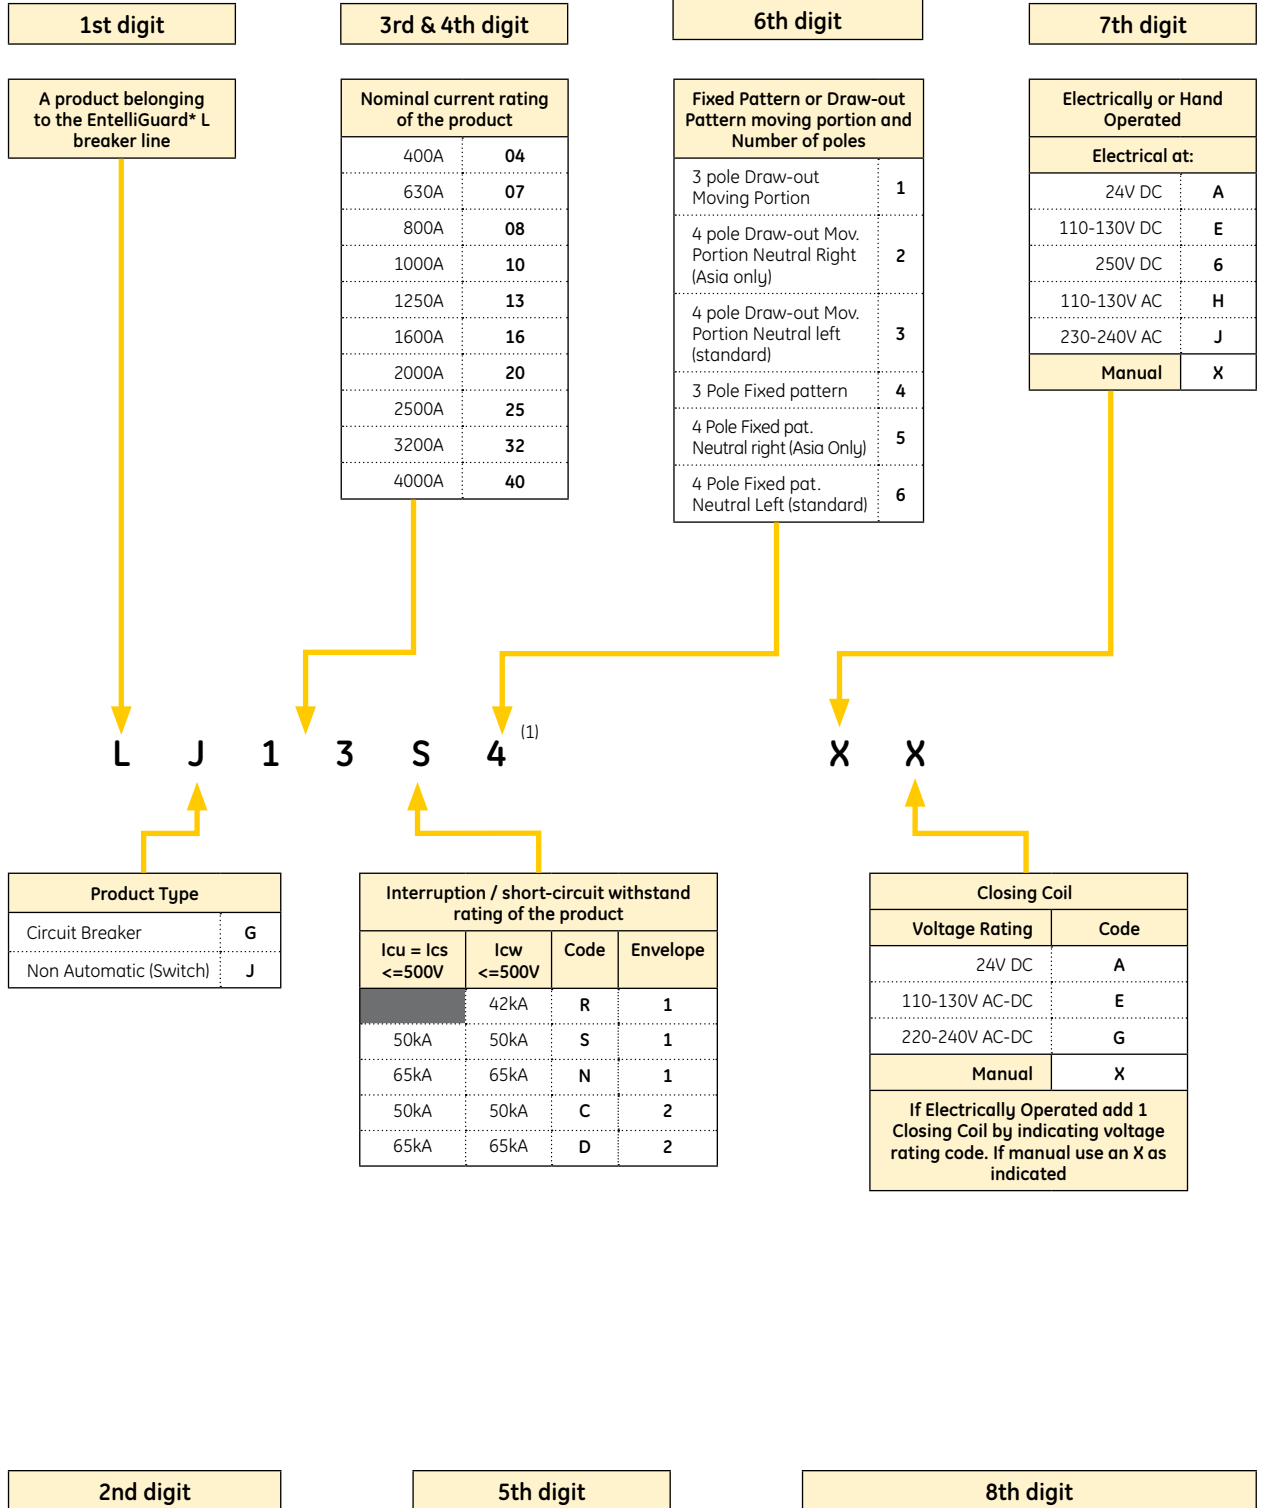 1st digit
3rd & 4th digit
6th digit
7th digit
A product belonging
to the EntelliGuard* L
breaker line
Nominal current rating
of the product
400A 04
630A 07
800A 08
1000A 10
1250A 13
1600A 16
2000A 20
2500A 25
3200A 32
4000A 40
Fixed Pattern or Draw-out
Pattern moving portion and
Number of poles
3 pole Draw-out
Moving Portion
1
4 pole Draw-out Mov.
Portion Neutral Right
(Asia only)
2
4 pole Draw-out Mov.
Portion Neutral left
(standard)
3
3 Pole Fixed pattern 4
4 Pole Fixed pat.
Neutral right (Asia Only)
5
4 Pole Fixed pat.
Neutral Left (standard)
6
Electrically or Hand
Operated
Electrical at:
24V DC A
110-130V DC E
250V DC 6
110-130V AC H
230-240V AC J
Manual X
L J 1 3 S 4 (1) X X
Product Type
Circuit Breaker G
Non Automatic (Switch) J
Interruption / short-circuit withstand
rating of the product
Icu = Ics
<=500V
Icw
<=500V
Code
Envelope
42kA R 1
50kA 50kA S 1
65kA 65kA N 1
50kA 50kA C 2
65kA 65kA D 2
Closing Coil
Voltage Rating Code
24V DC A
110-130V AC-DC E
220-240V AC-DC G
Manual X
If Electrically Operated add 1
Closing Coil by indicating voltage
rating code. If manual use an X as
indicated
2nd digit
5th digit
8th digit